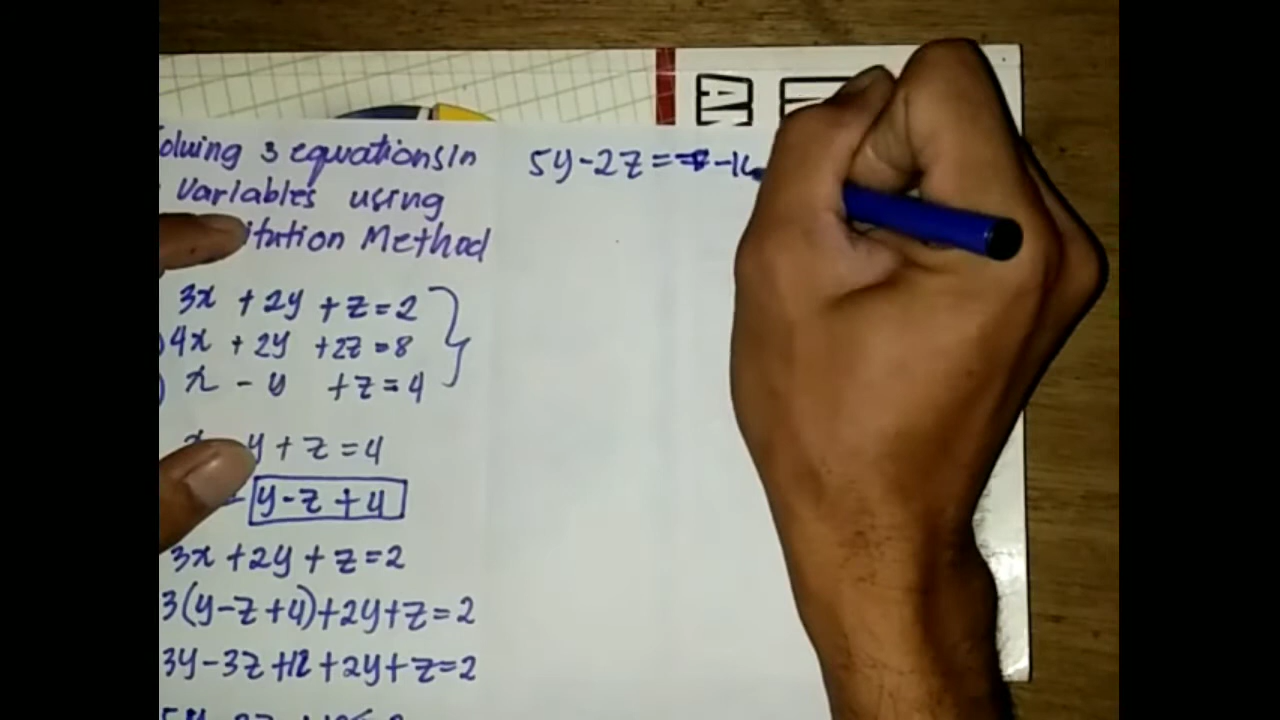 olving 3 equations in
variables using
itution Method
3x + 2y + z = 2
) 4x + 2y + 2z = 8
) x - y + z = 4
y + z = 4
y - z + 4
3x + 2y + z = 2
3(y - z + 4) + 2y + z = 2
3y - 3z + 12 + 2y + z = 2
5y - 2z =